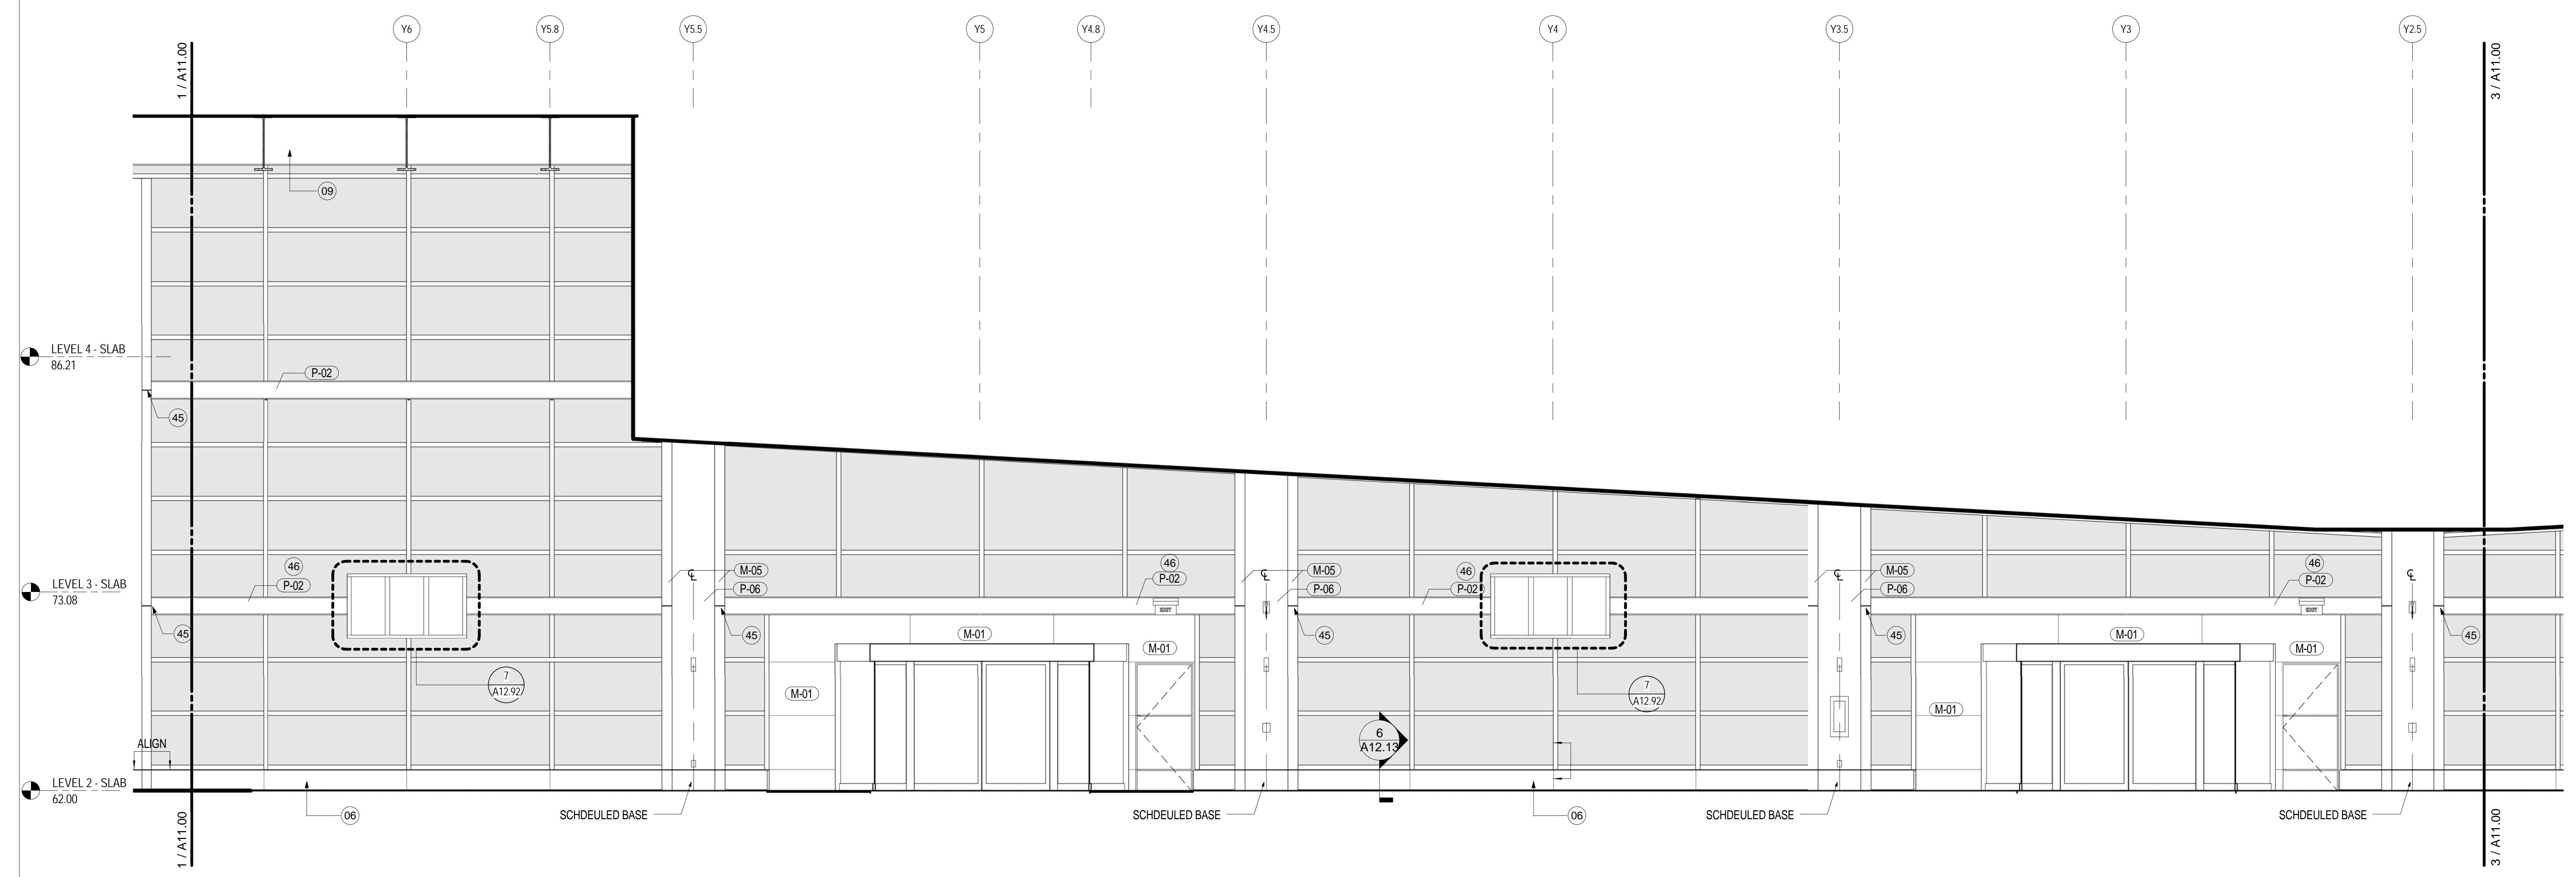 Y6
Y5.8
Y5.5
Y5
Y4.8
Y4.5
Y4
Y3.5
Y3
Y2.5
1 / A11.00
3 / A11.00
09
LEVEL 4 - SLAB
86.21
P-02
45
LEVEL 3 - SLAB
73.08
46
P-02
45
7
A12.92
℄
M-05
P-06
45
M-01
M-01
M-01
46
P-02
EXIT
℄
M-05
P-06
45
46
P-02
7
A12.92
6
A12.13
℄
M-05
P-06
45
M-01
M-01
M-01
46
P-02
EXIT
℄
45
ALIGN
LEVEL 2 - SLAB
62.00
06
SCHDEULED BASE
SCHDEULED BASE
06
SCHDEULED BASE
SCHDEULED BASE
1 / A11.00
3 / A11.00